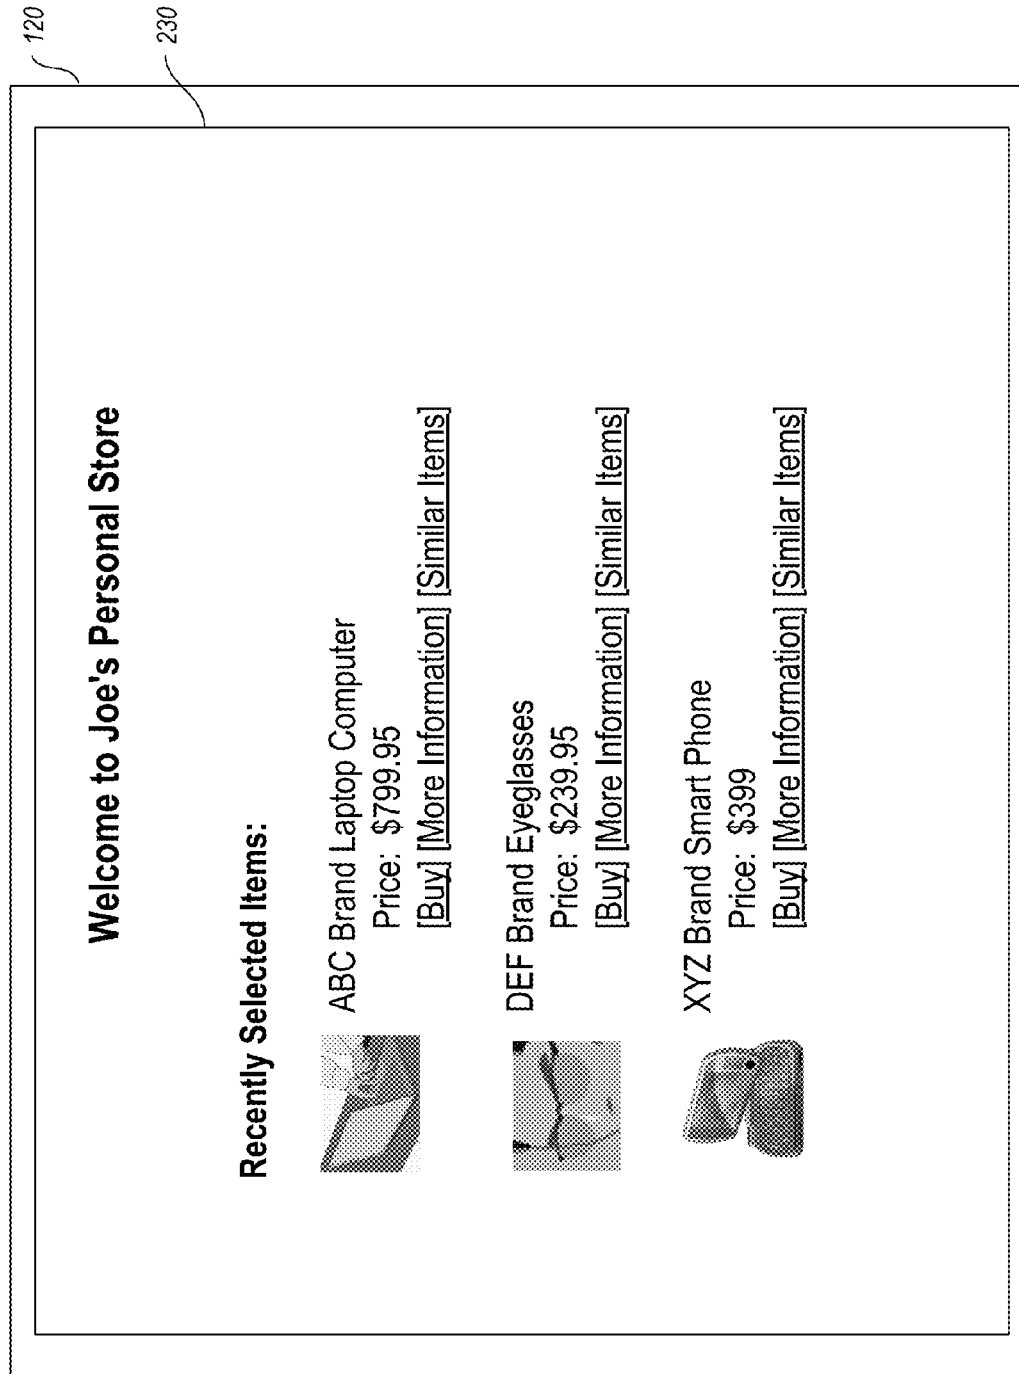 120
230
Welcome to Joe's Personal Store
Recently Selected Items:
ABC Brand Laptop Computer
Price: $799.95
[Buy] [More Information] [Similar Items]
DEF Brand Eyeglasses
Price: $239.95
[Buy] [More Information] [Similar Items]
XYZ Brand Smart Phone
Price: $399
[Buy] [More Information] [Similar Items]